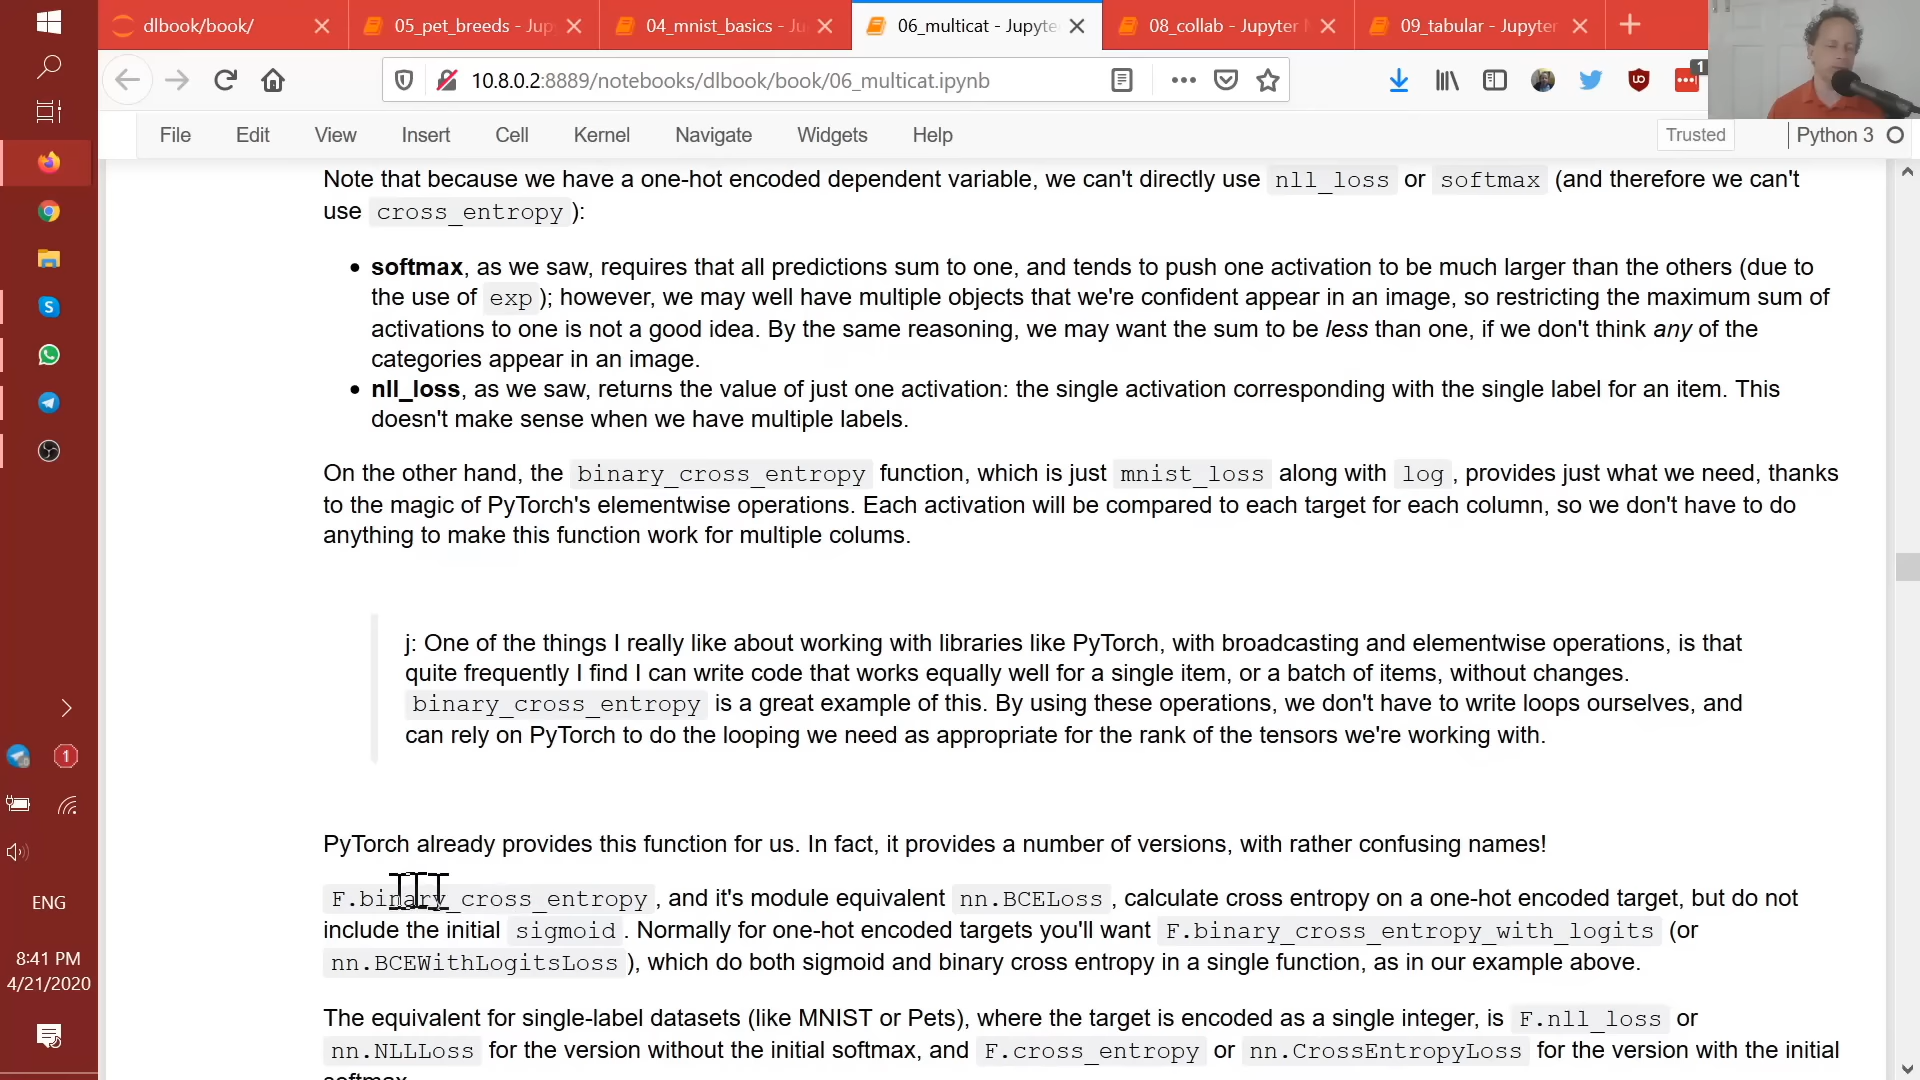 dlbook/book/
05_pet_breeds - Jup
04_mnist_basics - Ju
06_multicat - Jupyte
08_collab - Jupyter
09_tabular - Jupyter
10.8.0.2:8889/notebooks/dlbook/book/06_multicat.ipynb
1
File Edit View Insert Cell Kernel Navigate Widgets Help
Trusted
Python 3
Note that because we have a one-hot encoded dependent variable, we can't directly use nll_loss or softmax (and therefore we can't
use cross_entropy ):
• softmax, as we saw, requires that all predictions sum to one, and tends to push one activation to be much larger than the others (due to
the use of exp ); however, we may well have multiple objects that we're confident appear in an image, so restricting the maximum sum of
activations to one is not a good idea. By the same reasoning, we may want the sum to be less than one, if we don't think any of the
categories appear in an image.
• nll_loss, as we saw, returns the value of just one activation: the single activation corresponding with the single label for an item. This
doesn't make sense when we have multiple labels.
On the other hand, the binary_cross_entropy function, which is just mnist_loss along with log , provides just what we need, thanks
to the magic of PyTorch's elementwise operations. Each activation will be compared to each target for each column, so we don't have to do
anything to make this function work for multiple colums.
j: One of the things I really like about working with libraries like PyTorch, with broadcasting and elementwise operations, is that
quite frequently I find I can write code that works equally well for a single item, or a batch of items, without changes.
binary_cross_entropy is a great example of this. By using these operations, we don't have to write loops ourselves, and
can rely on PyTorch to do the looping we need as appropriate for the rank of the tensors we're working with.
PyTorch already provides this function for us. In fact, it provides a number of versions, with rather confusing names!
F.binary_cross_entropy , and it's module equivalent nn.BCELoss , calculate cross entropy on a one-hot encoded target, but do not
include the initial sigmoid . Normally for one-hot encoded targets you'll want F.binary_cross_entropy_with_logits (or
nn.BCEWithLogitsLoss ), which do both sigmoid and binary cross entropy in a single function, as in our example above.
The equivalent for single-label datasets (like MNIST or Pets), where the target is encoded as a single integer, is F.nll_loss or
nn.NLLLoss for the version without the initial softmax, and F.cross_entropy or nn.CrossEntropyLoss for the version with the initial
softmax.
1
ENG
8:41 PM
4/21/2020